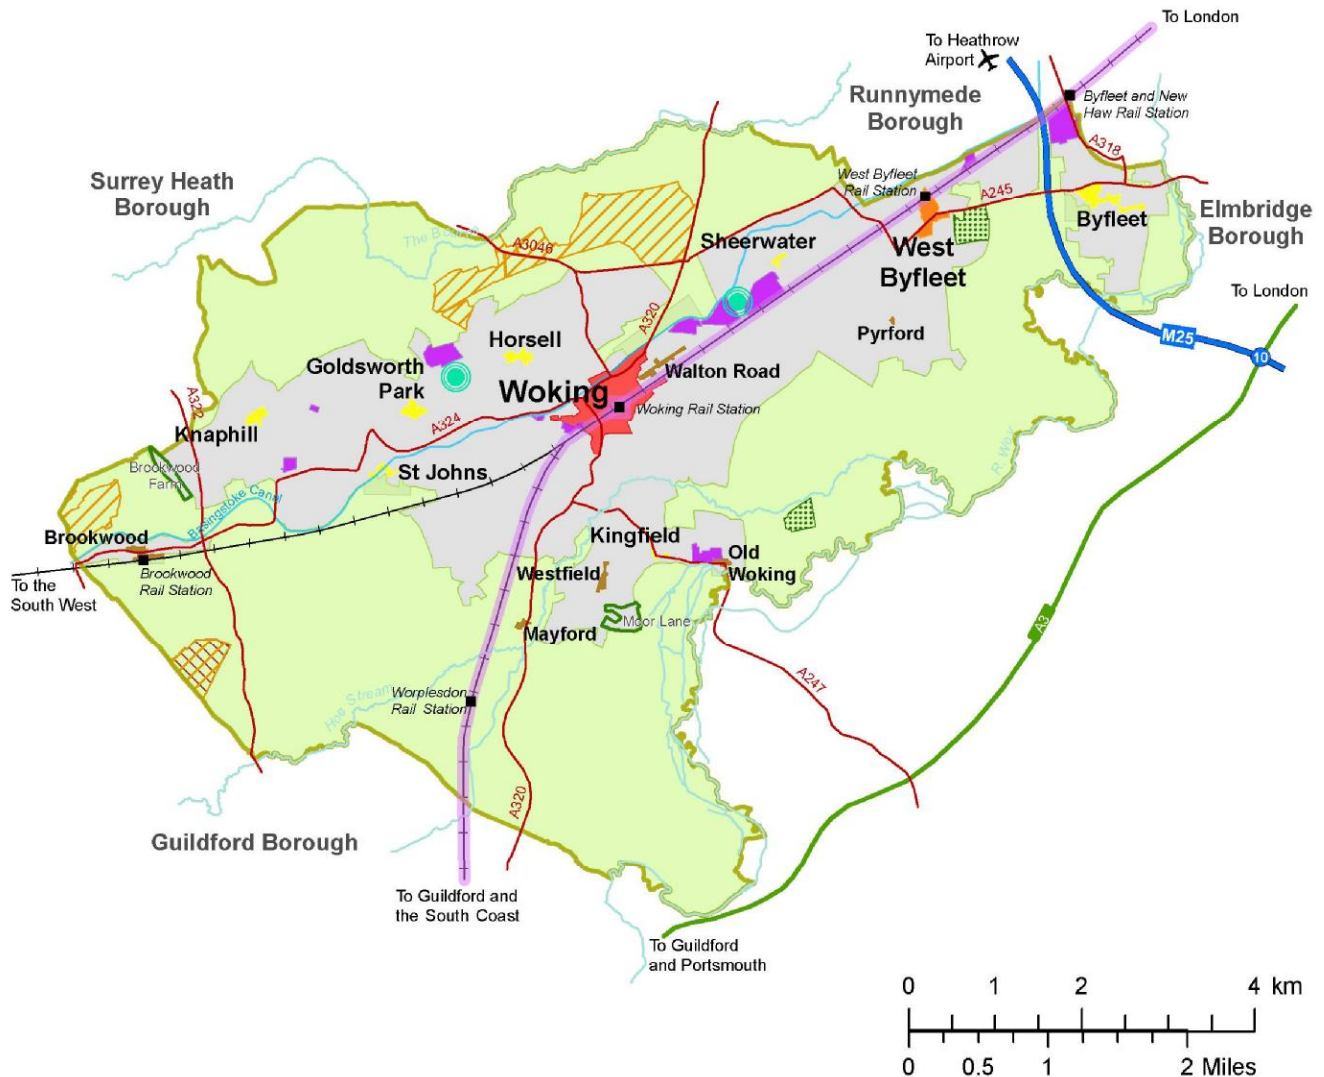 To London
To Heathrow
Airport
Runnymede
Borough
Byfleet and New
Haw Rail Station
A318
Surrey Heath
Borough
West Byfleet
Rail Station
A245
Elmbridge
Borough
Byfleet
The Bourne
A3046
Sheerwater
West
Byfleet
To London
A320
Horsell
Pyrford
M25
10
Goldsworth
Park
Walton Road
Woking
Woking Rail Station
A322
A324
Knaphill
R. Wey
Brookwood
Farm
St Johns
Basingstoke Canal
Brookwood
Kingfield
Old
Woking
Brookwood
Rail Station
To the
South West
Westfield
Mayford
Moor Lane
A3
A247
Worplesdon
Rail Station
Hoe Stream
A320
Guildford Borough
To Guildford and
the South Coast
To Guildford
and Portsmouth
0 1 2 4 km
0 0.5 1 2 Miles